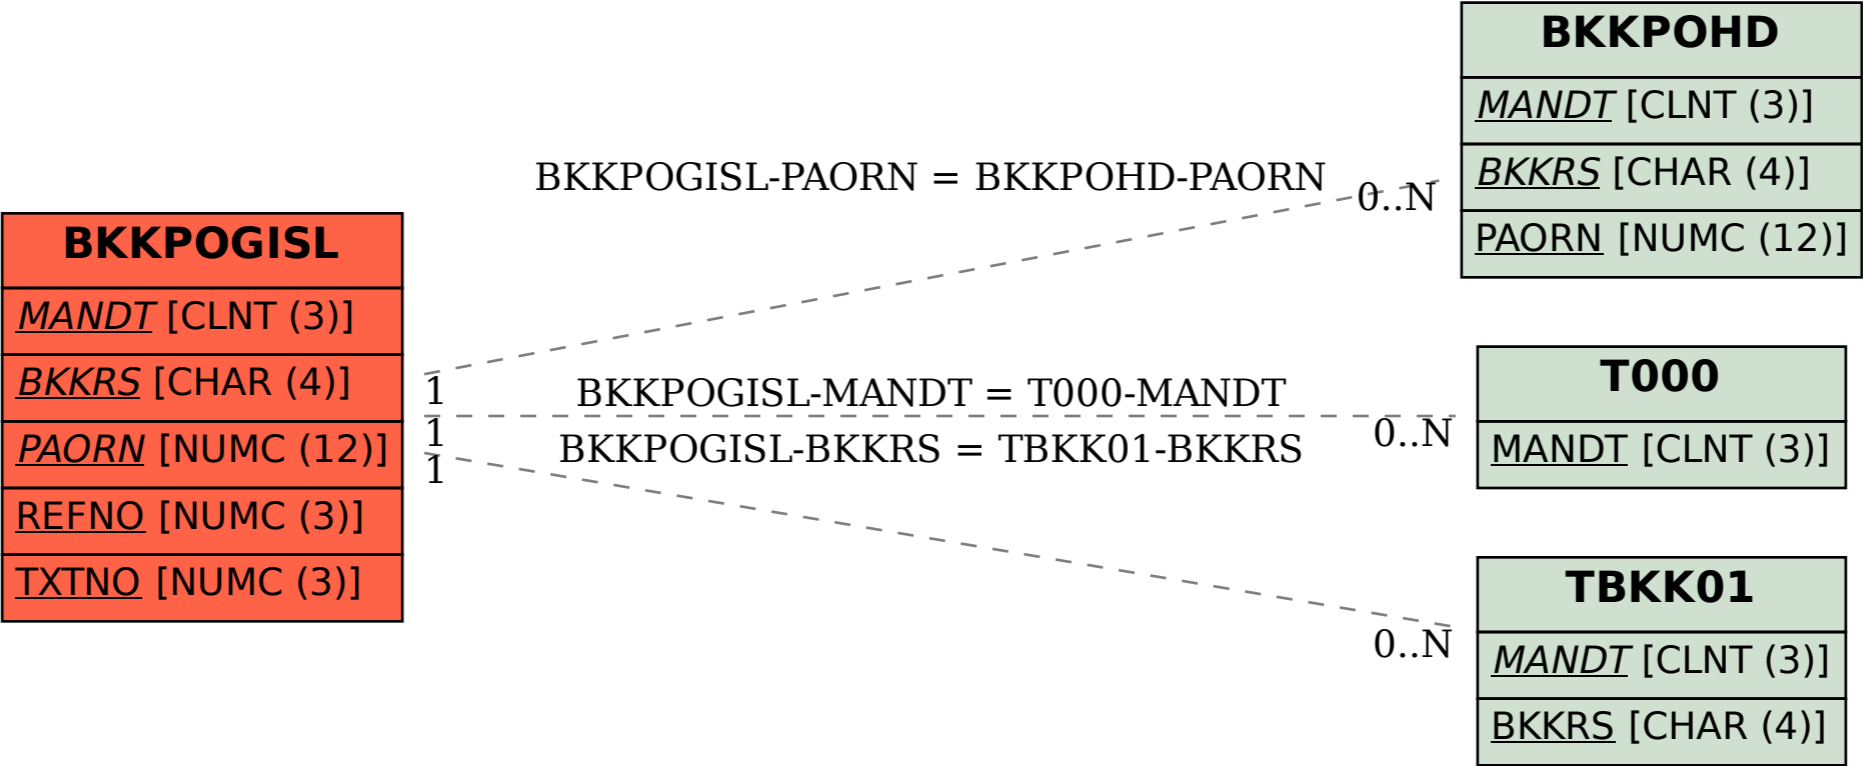 BKKPOGISL
MANDT [CLNT (3)]
BKKRS [CHAR (4)]
PAORN [NUMC (12)]
REFNO [NUMC (3)]
TXTNO [NUMC (3)]
BKKPOGISL-PAORN = BKKPOHD-PAORN
0..N
1
BKKPOGISL-MANDT = T000-MANDT
0..N
1
BKKPOGISL-BKKRS = TBKK01-BKKRS
0..N
1
BKKPOHD
MANDT [CLNT (3)]
BKKRS [CHAR (4)]
PAORN [NUMC (12)]
T000
MANDT [CLNT (3)]
TBKK01
MANDT [CLNT (3)]
BKKRS [CHAR (4)]